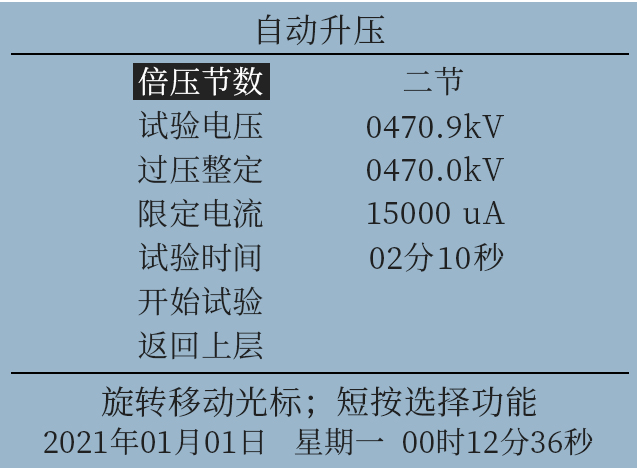 自动升压
倍压节数 二节
试验电压 0470.9kV
过压整定 0470.0kV
限定电流 15000 uA
试验时间 02分10秒
开始试验
返回上层
旋转移动光标；短按选择功能
2021年01月01日 星期一 00时12分36秒